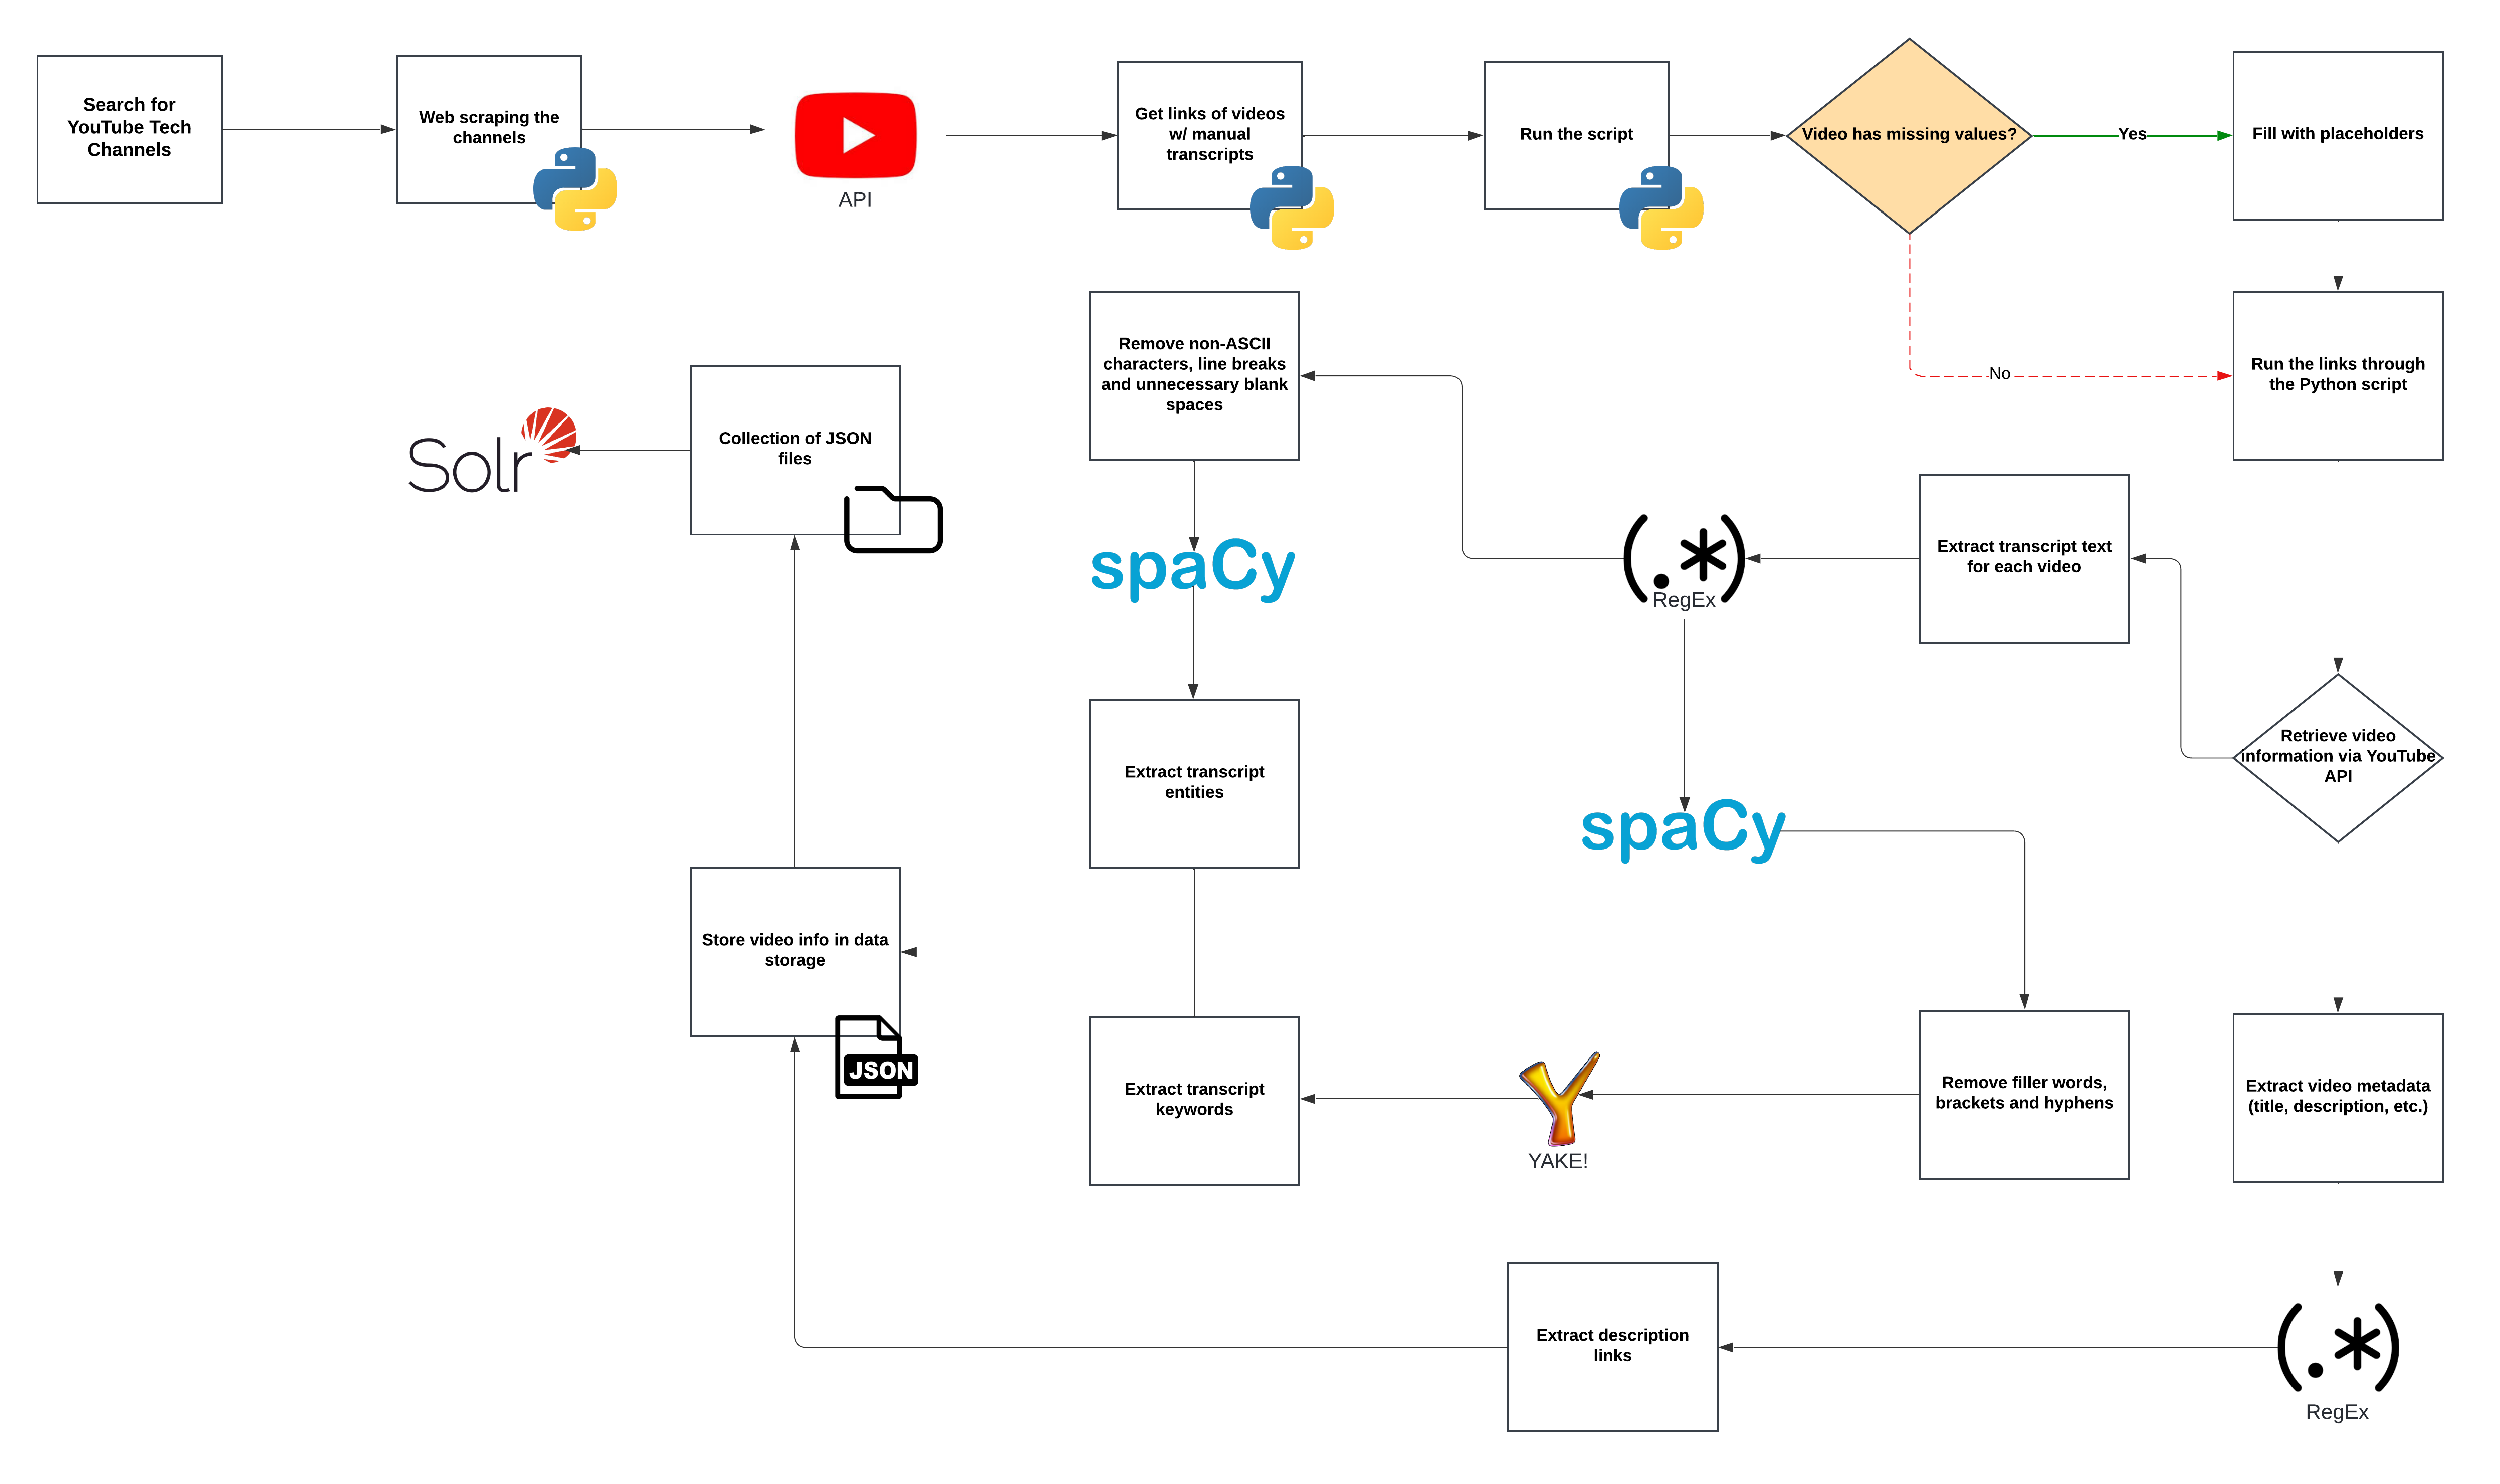 Search for
YouTube Tech
Channels
Web scraping the
channels
API
Get links of videos
w/ manual
transcripts
Run the script
Video has missing values?
Yes
Fill with placeholders
No
Run the links through
the Python script
Remove non-ASCII
characters, line breaks
and unnecessary blank
spaces
Collection of JSON
files
Solr
Extract transcript text
for each video
(.*)
RegEx
spaCy
Retrieve video
information via YouTube
API
Extract transcript
entities
spaCy
Store video info in data
storage
JSON
Extract transcript
keywords
Y
YAKE!
Remove filler words,
brackets and hyphens
Extract video metadada
(title, description, etc.)
Extract description
links
(.*)
RegEx